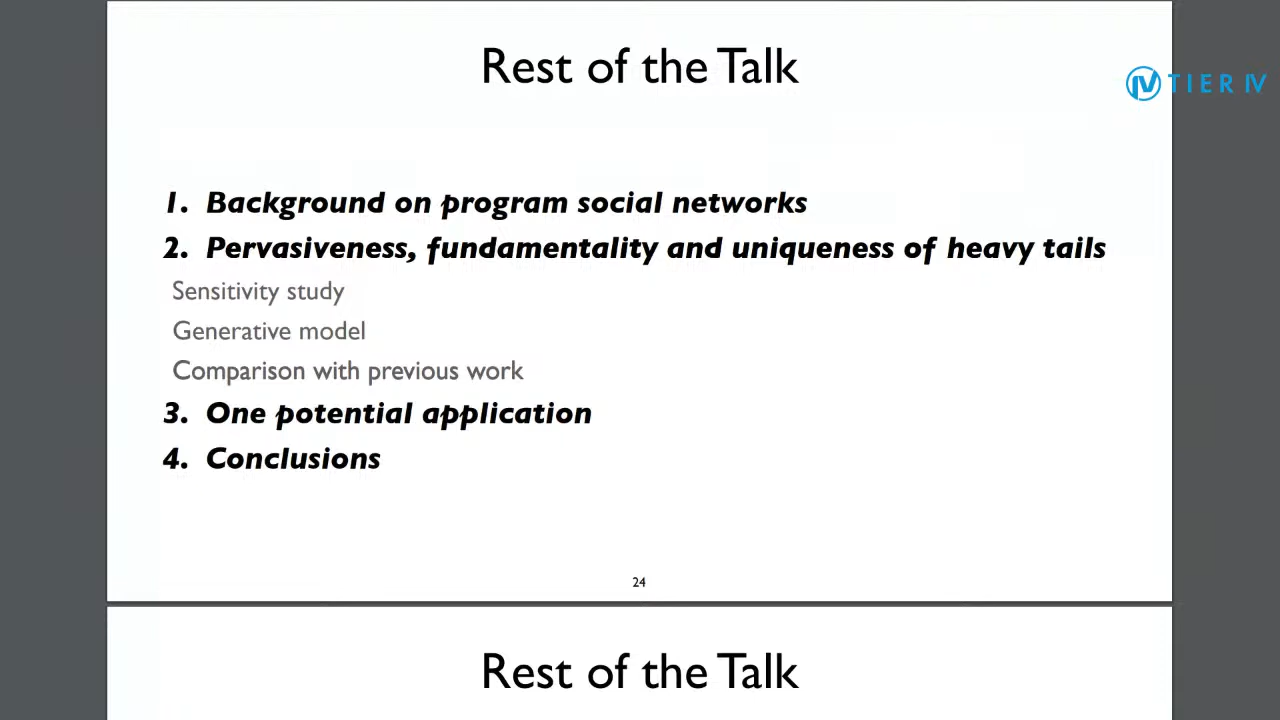 Rest of the Talk
TIER IV
1. Background on program social networks
2. Pervasiveness, fundamentality and uniqueness of heavy tails
Sensitivity study
Generative model
Comparison with previous work
3. One potential application
4. Conclusions
24
Rest of the Talk